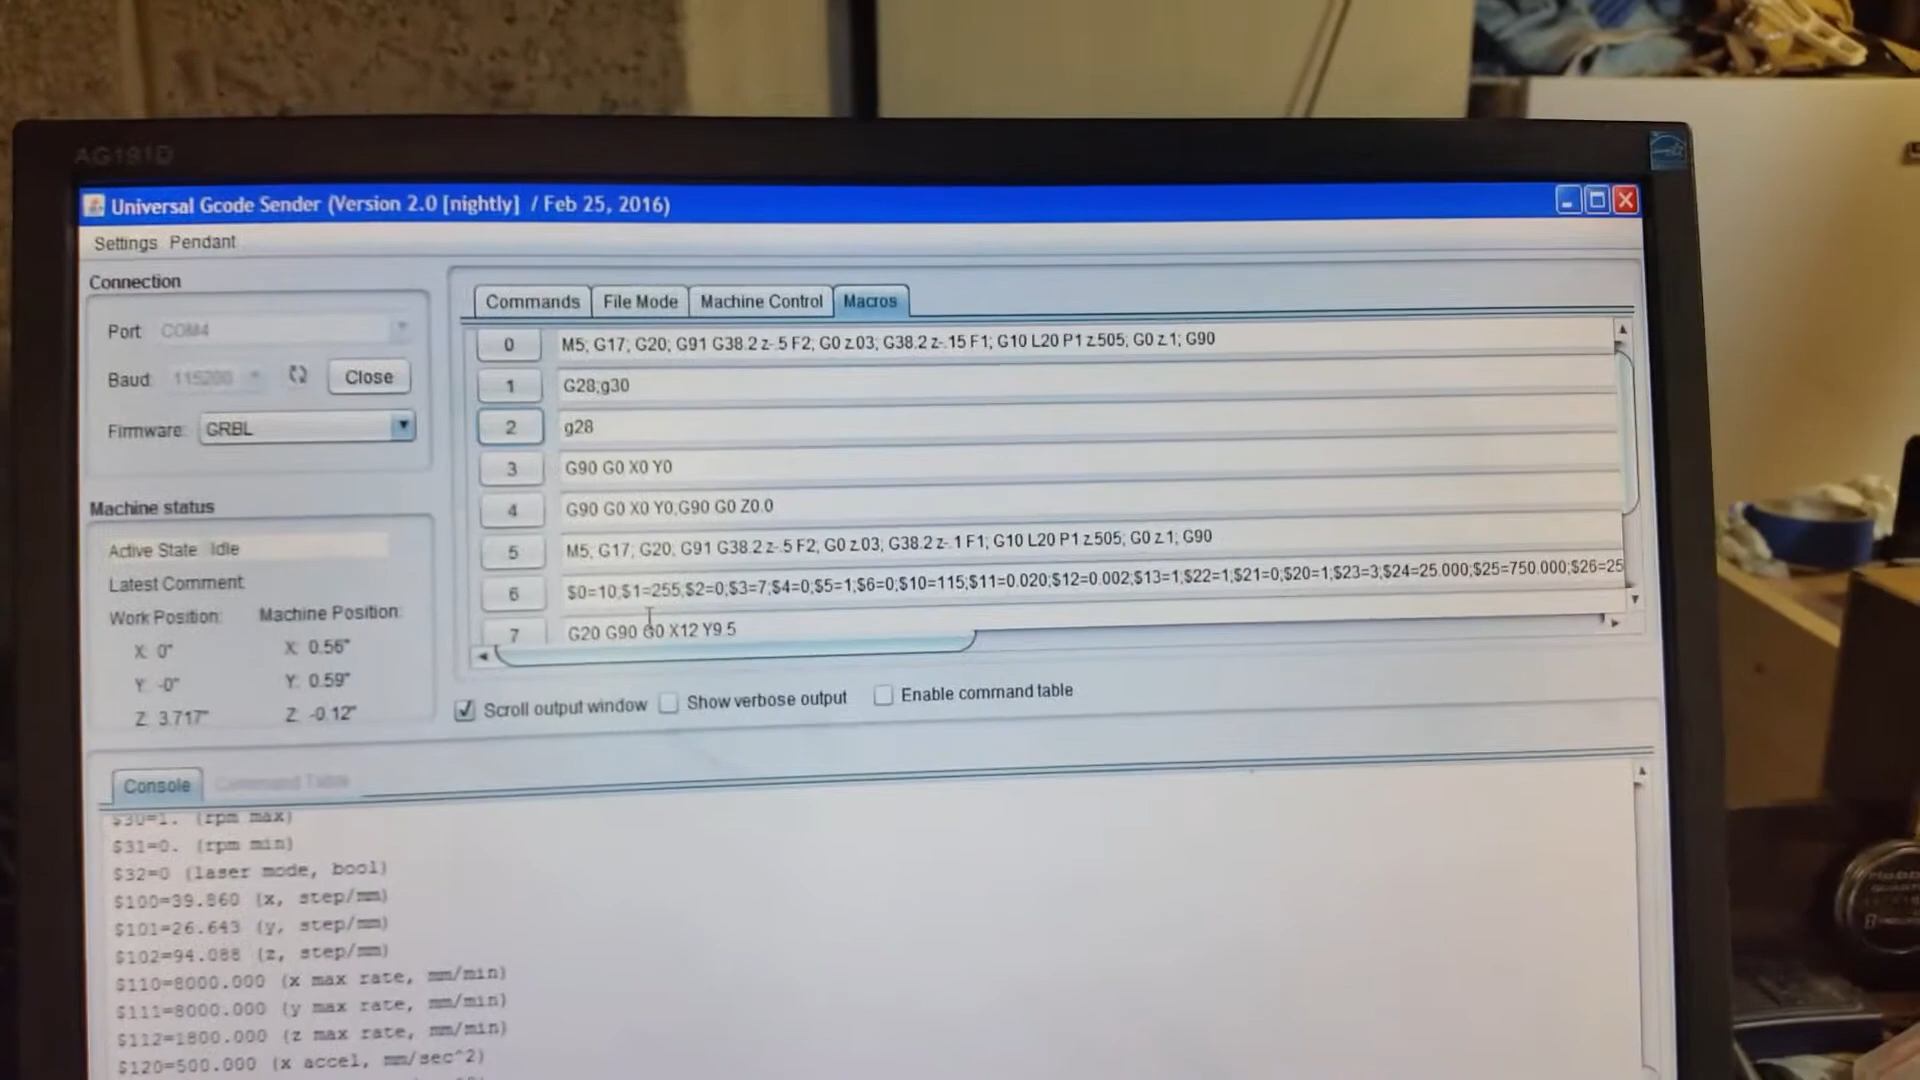 AG191D
Universal Gcode Sender (Version 2.0 [nightly] / Feb 25, 2016)
Settings Pendant
Connection
Port: COM4
Baud: 115200 Close
Firmware: GRBL
Commands File Mode Machine Control Macros
0 M5; G17; G20; G91 G38.2 z-.5 F2; G0 z.03; G38.2 z-.15 F1; G10 L20 P1 z.505; G0 z.1; G90
1 G28;g30
2 g28
3 G90 G0 X0 Y0
4 G90 G0 X0 Y0;G90 G0 Z0.0
5 M5; G17; G20; G91 G38.2 z-.5 F2; G0 z.03; G38.2 z-.1 F1; G10 L20 P1 z.505; G0 z.1; G90
6 $0=10;$1=255;$2=0;$3=7;$4=0;$5=1;$6=0;$10=115;$11=0.020;$12=0.002;$13=1;$22=1;$21=0;$20=1;$23=3;$24=25.000;$25=750.000;$26=25
7 G20 G90 G0 X12 Y9.5
Machine status
Active State: Idle
Latest Comment:
Work Position: Machine Position:
X: 0" X: 0.56"
Y: -0" Y: 0.59"
Z: 3.717" Z: -0.12"
Scroll output window Show verbose output Enable command table
Console Command Table
$30=1. (rpm max)
$31=0. (rpm min)
$32=0 (laser mode, bool)
$100=39.860 (x, step/mm)
$101=26.643 (y, step/mm)
$102=94.088 (z, step/mm)
$110=8000.000 (x max rate, mm/min)
$111=8000.000 (y max rate, mm/min)
$112=1800.000 (z max rate, mm/min)
$120=500.000 (x accel, mm/sec^2)